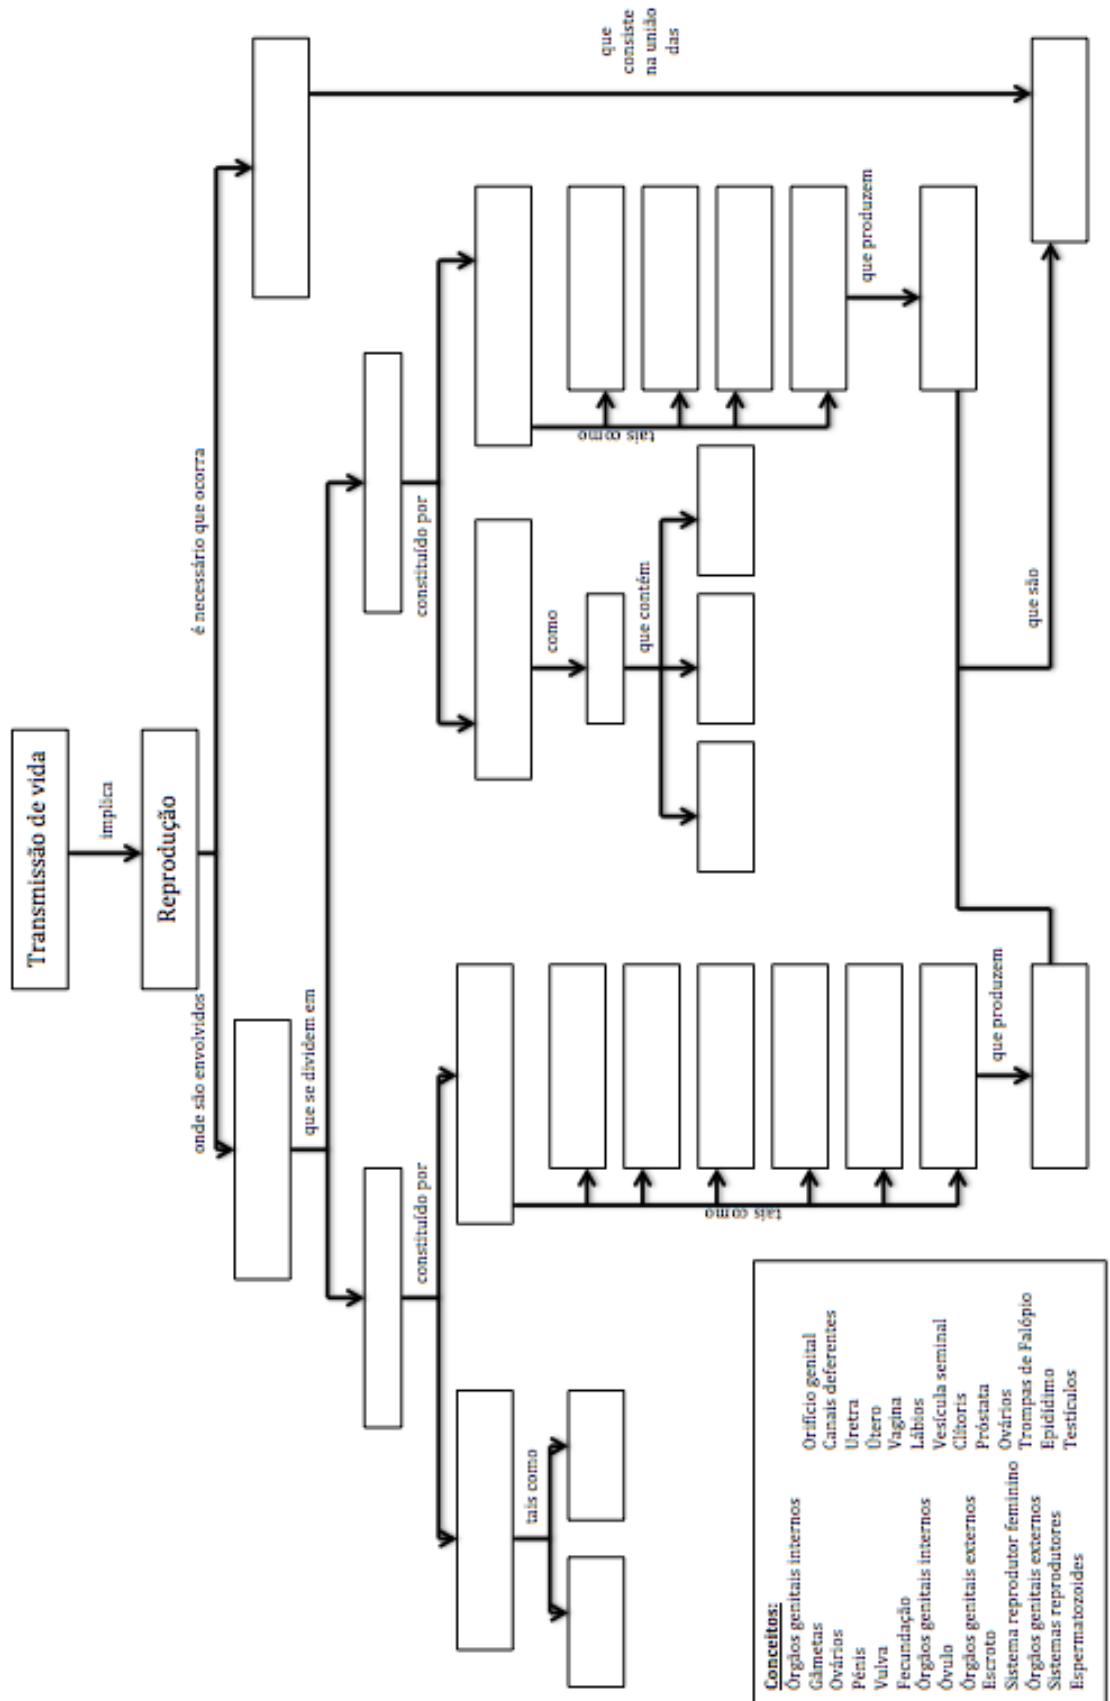 Transmissão de vida
implica
Reprodução
onde são envolvidos
é necessário que ocorra
que se dividem em
que
consiste
na união
das
constituído por
constituído por
tais como
tais como
como
que contém
tais como
que produzem
que produzem
que são
Conceitos:
Órgãos genitais internos
Gâmetas
Ovários
Pénis
Vulva
Fecundação
Órgãos genitais internos
Óvulo
Órgãos genitais externos
Escroto
Sistema reprodutor feminino
Órgãos genitais externos
Sistemas reprodutores
Espermatozoides
Orifício genital
Canais deferentes
Uretra
Útero
Vagina
Lábios
Vesícula seminal
Clítoris
Próstata
Ovários
Trompas de Falópio
Epidídimo
Testículos